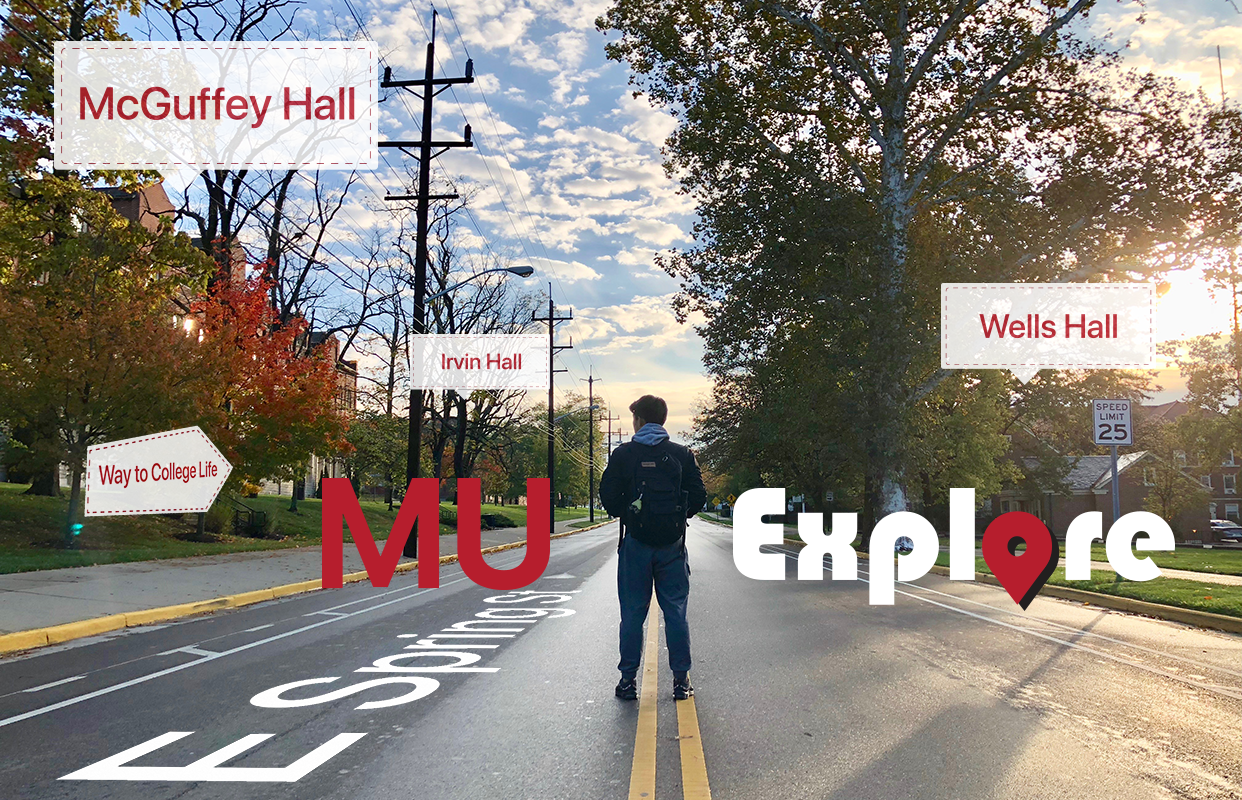 McGuffey Hall
Wells Hall
Irvin Hall
SPEED
LIMIT
25
Way to College Life
MU Explore
E Spring St